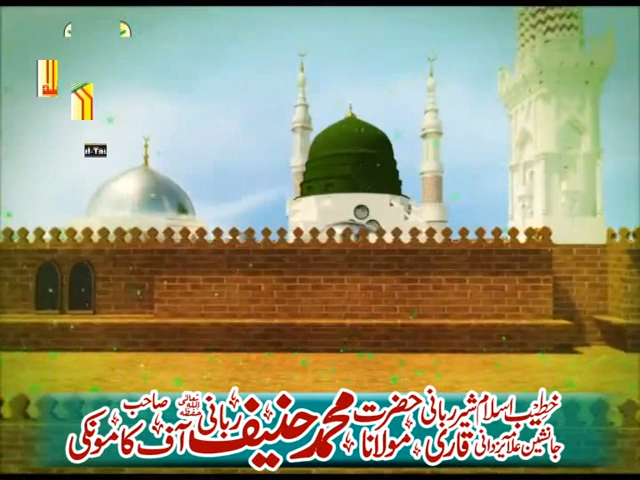 خطیب اسلام شیر ربانی حضرت محمد حنیف ربانی صاحب
جانشین علامہ یزدانی قاری مولانا آف کامونکی